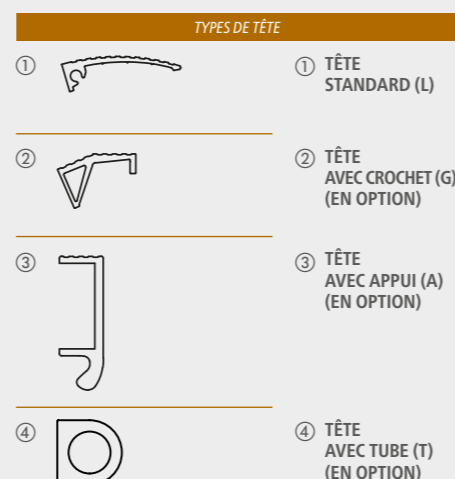 TYPES DE TÊTE
①
① TÊTE
STANDARD (L)
②
② TÊTE
AVEC CROCHET (G)
(EN OPTION)
③
③ TÊTE
AVEC APPUI (A)
(EN OPTION)
④
④ TÊTE
AVEC TUBE (T)
(EN OPTION)